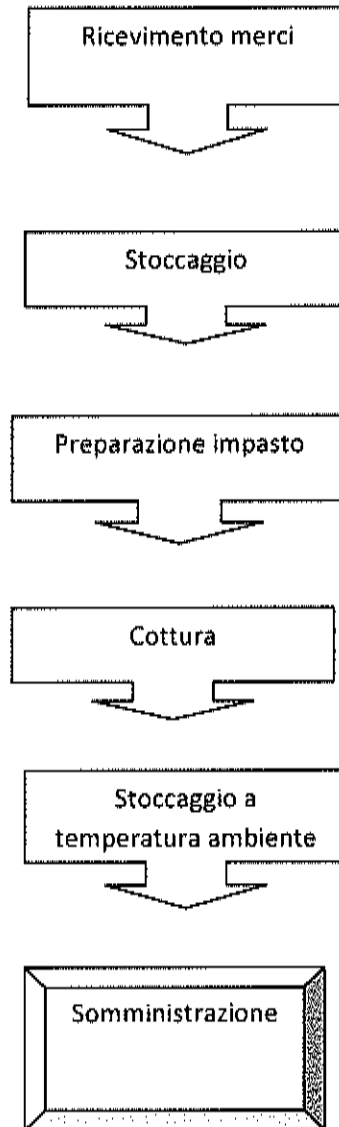 Ricevimento merci
Stoccaggio
Preparazione impasto
Cottura
Stoccaggio a
temperatura ambiente
Somministrazione